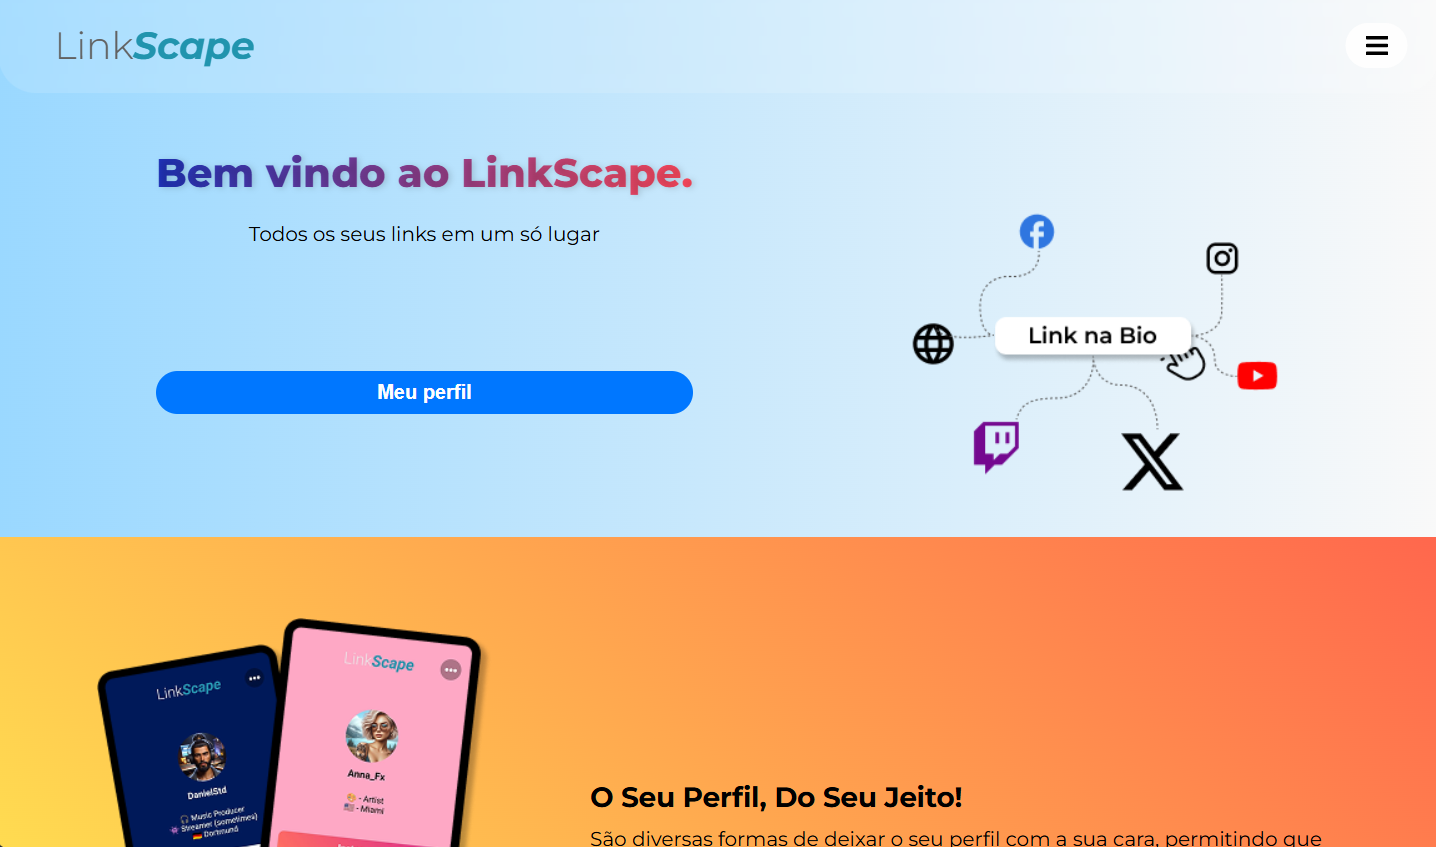 LinkScape
Bem vindo ao LinkScape.
Todos os seus links em um só lugar
Meu perfil
Link na Bio
LinkScape
DanielStd
🎧 Music Producer
👾 Streamer (sometimes)
🇩🇪 Dortmund
LinkScape
Anna_Fx
🎨 - Artist
🇺🇸 - Miami
O Seu Perfil, Do Seu Jeito!
São diversas formas de deixar o seu perfil com a sua cara, permitindo que